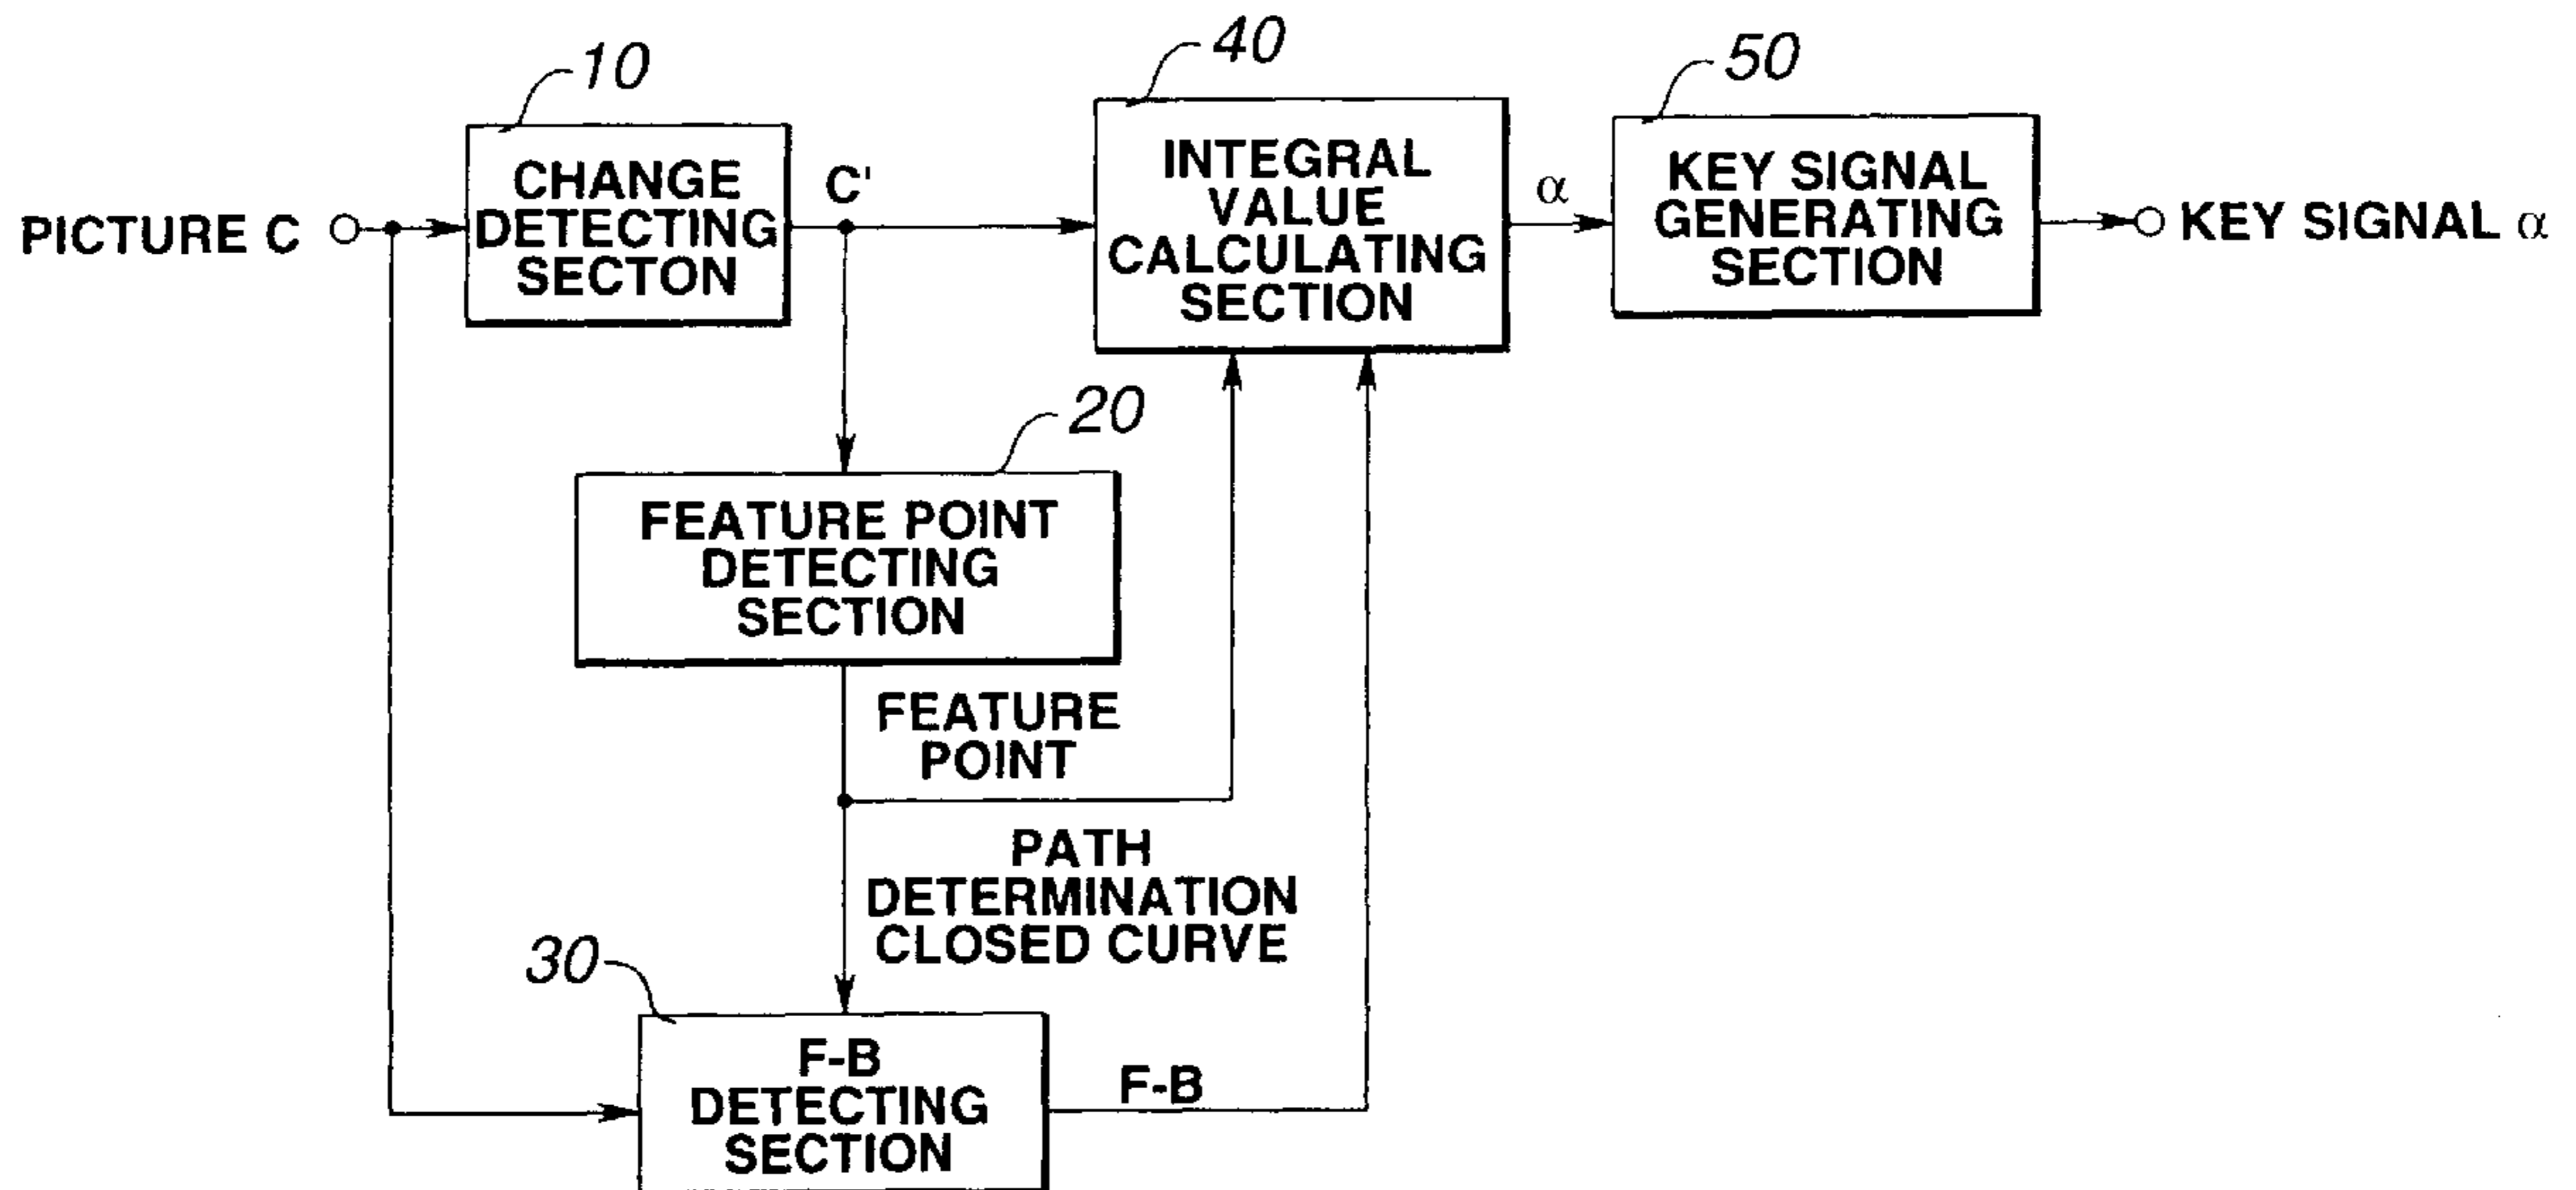 10
40
50
CHANGE
DETECTING
SECTON
C'
INTEGRAL
VALUE
CALCULATING
SECTION
α
KEY SIGNAL
GENERATING
SECTION
PICTURE C
KEY SIGNAL α
20
FEATURE POINT
DETECTING
SECTION
FEATURE
POINT
PATH
DETERMINATION
CLOSED CURVE
30
F-B
DETECTING
SECTION
F-B